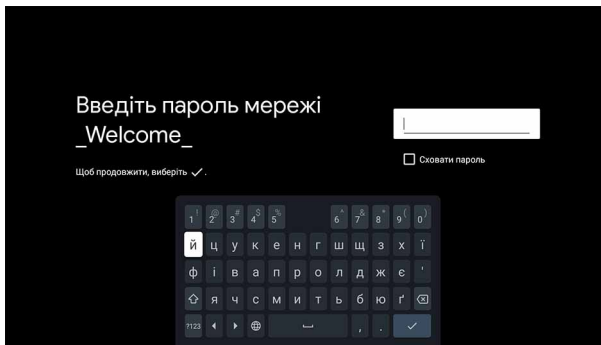 Введіть пароль мережі
_Welcome_
Щоб продовжити, виберіть ✓.
Сховати пароль
1 ! 2 @ 3 # 4 $ 5 % 6 ^ 7 & 8 * 9 ( 0 )
й ц у к е н г ш щ з х ї
ф і в а п р о л д ж є '
я ч с м и т ь б ю ґ
?123 , .